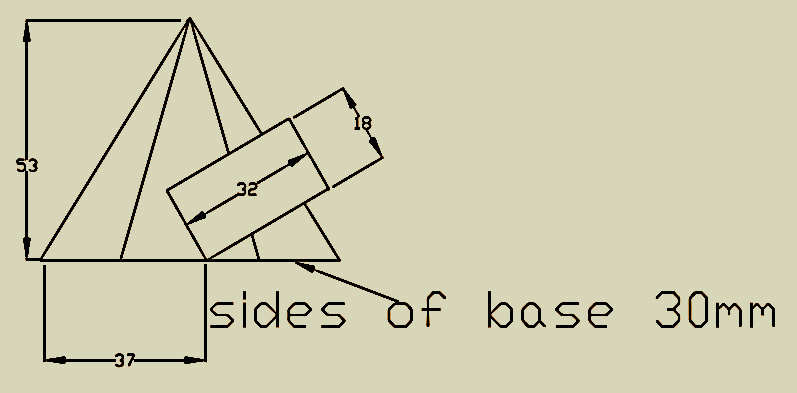 18
53
32
sides of base 30mm
37